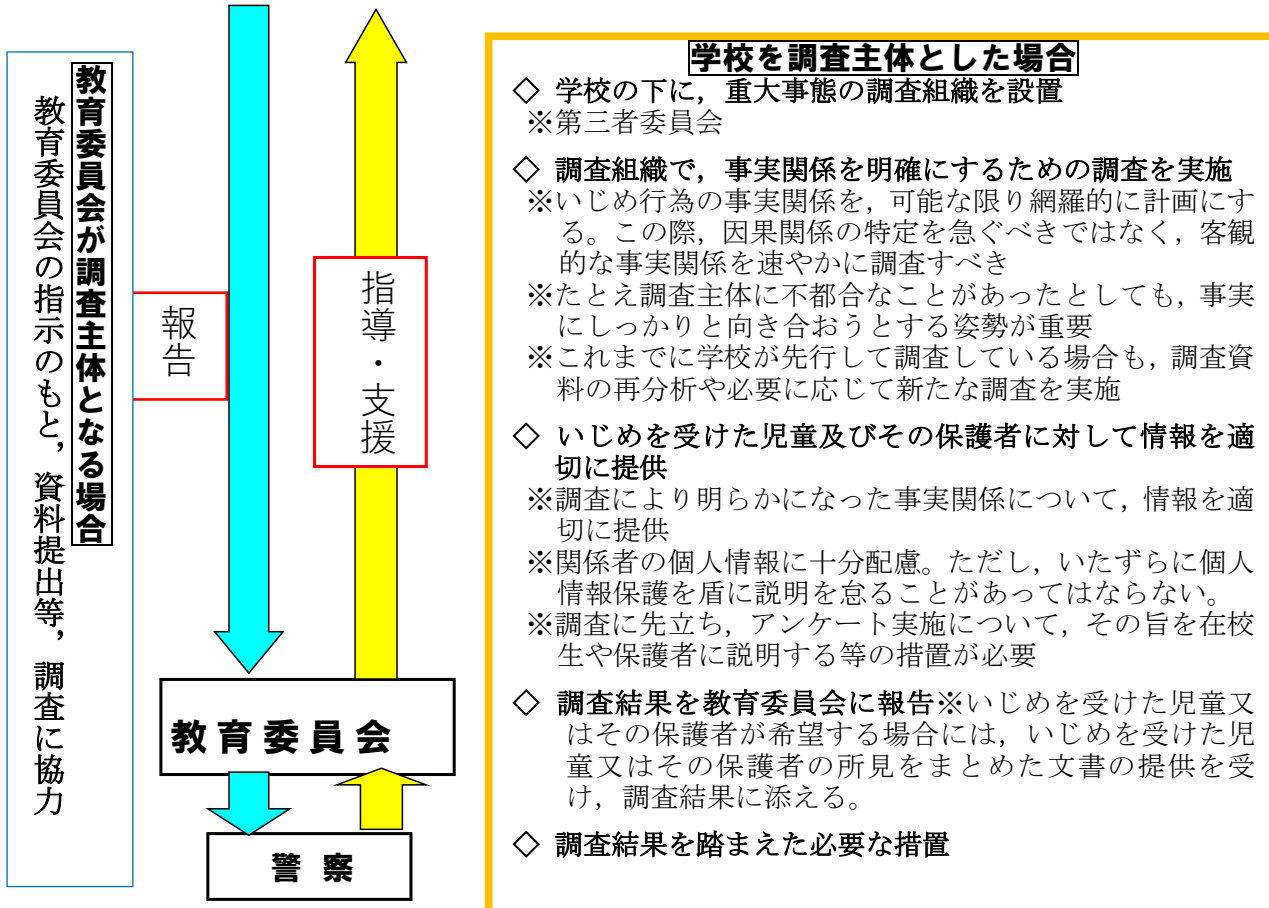 教育委員会が調査主体となる場合
教育委員会の指示のもと，資料提出等，調査に協力
報告
指導・支援
教育委員会
警察
学校を調査主体とした場合
◇ 学校の下に，重大事態の調査組織を設置
※第三者委員会
◇ 調査組織で，事実関係を明確にするための調査を実施
※いじめ行為の事実関係を，可能な限り網羅的に計画にす
る。この際，因果関係の特定を急ぐべきではなく，客観
的な事実関係を速やかに調査すべき
※たとえ調査主体に不都合なことがあったとしても，事実
にしっかりと向き合おうとする姿勢が重要
※これまでに学校が先行して調査している場合も，調査資
料の再分析や必要に応じて新たな調査を実施
◇ いじめを受けた児童及びその保護者に対して情報を適
切に提供
※調査により明らかになった事実関係について，情報を適
切に提供
※関係者の個人情報に十分配慮。ただし，いたずらに個人
情報保護を盾に説明を怠ることがあってはならない。
※調査に先立ち，アンケート実施について，その旨を在校
生や保護者に説明する等の措置が必要
◇ 調査結果を教育委員会に報告※いじめを受けた児童又
はその保護者が希望する場合には，いじめを受けた児
童又はその保護者の所見をまとめた文書の提供を受
け，調査結果に添える。
◇ 調査結果を踏まえた必要な措置